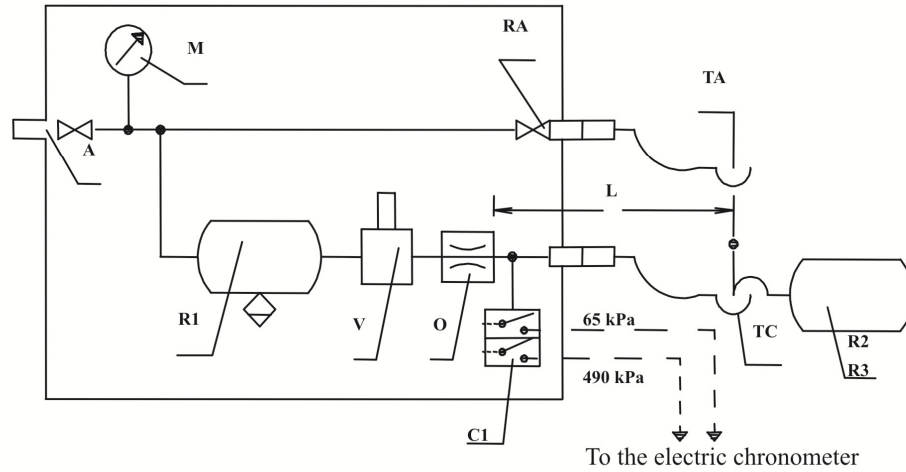 M
RA
TA
A
L
R1
V
O
65 kPa
TC
R2
490 kPa
R3
C1
To the electric chronometer